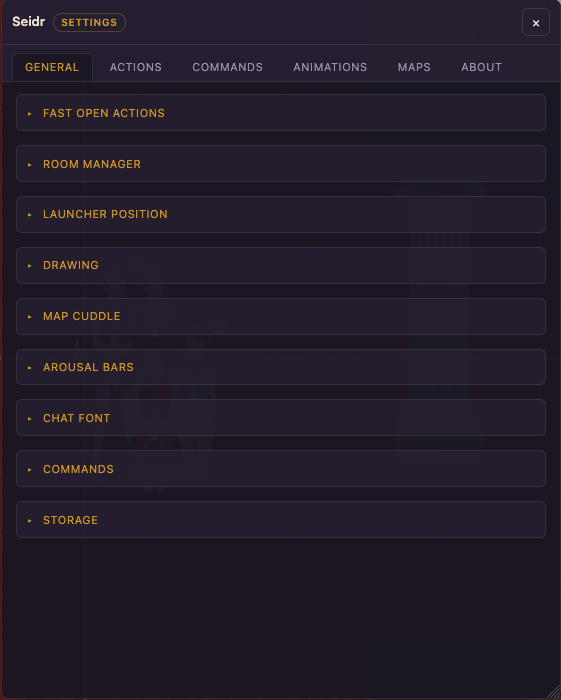 Seidr SETTINGS ×
GENERAL ACTIONS COMMANDS ANIMATIONS MAPS ABOUT
▸ FAST OPEN ACTIONS
▸ ROOM MANAGER
▸ LAUNCHER POSITION
▸ DRAWING
▸ MAP CUDDLE
▸ AROUSAL BARS
▸ CHAT FONT
▸ COMMANDS
▸ STORAGE